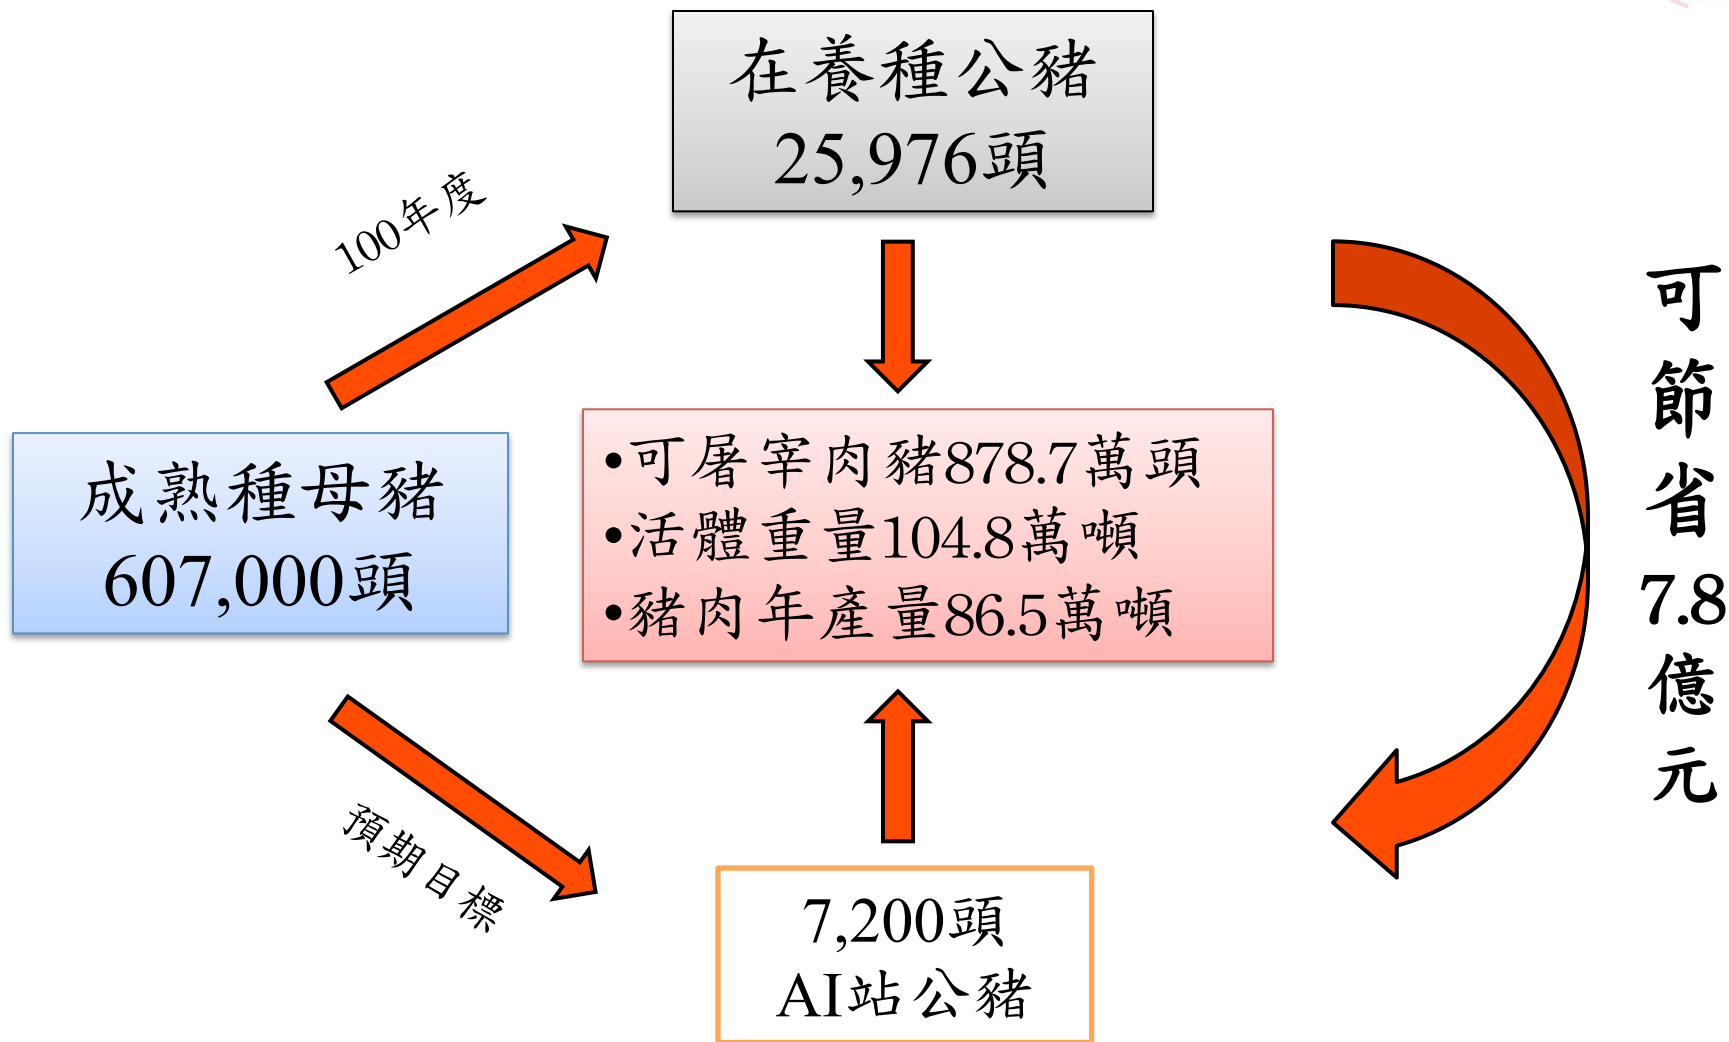 在養種公豬
25,976頭
100年度
成熟種母豬
607,000頭
•可屠宰肉豬878.7萬頭
•活體重量104.8萬噸
•豬肉年產量86.5萬噸
預期目標
7,200頭
AI站公豬
可節省7.8億元